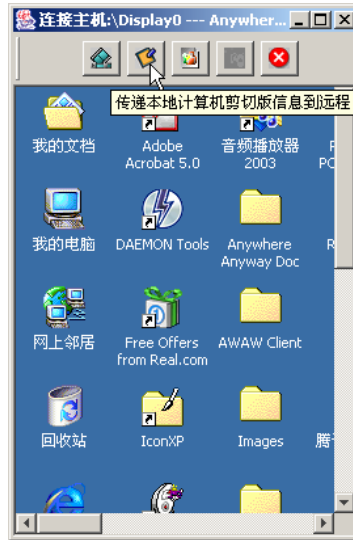 连接主机:\Display0 --- Anywher...
传递本地计算机剪切版信息到远程
我的文档
Adobe
Acrobat 5.0
音频播放器
2003
我的电脑
DAEMON Tools
Anywhere
Anyway Doc
网上邻居
Free Offers
from Real.com
AWAW Client
回收站
IconXP
Images